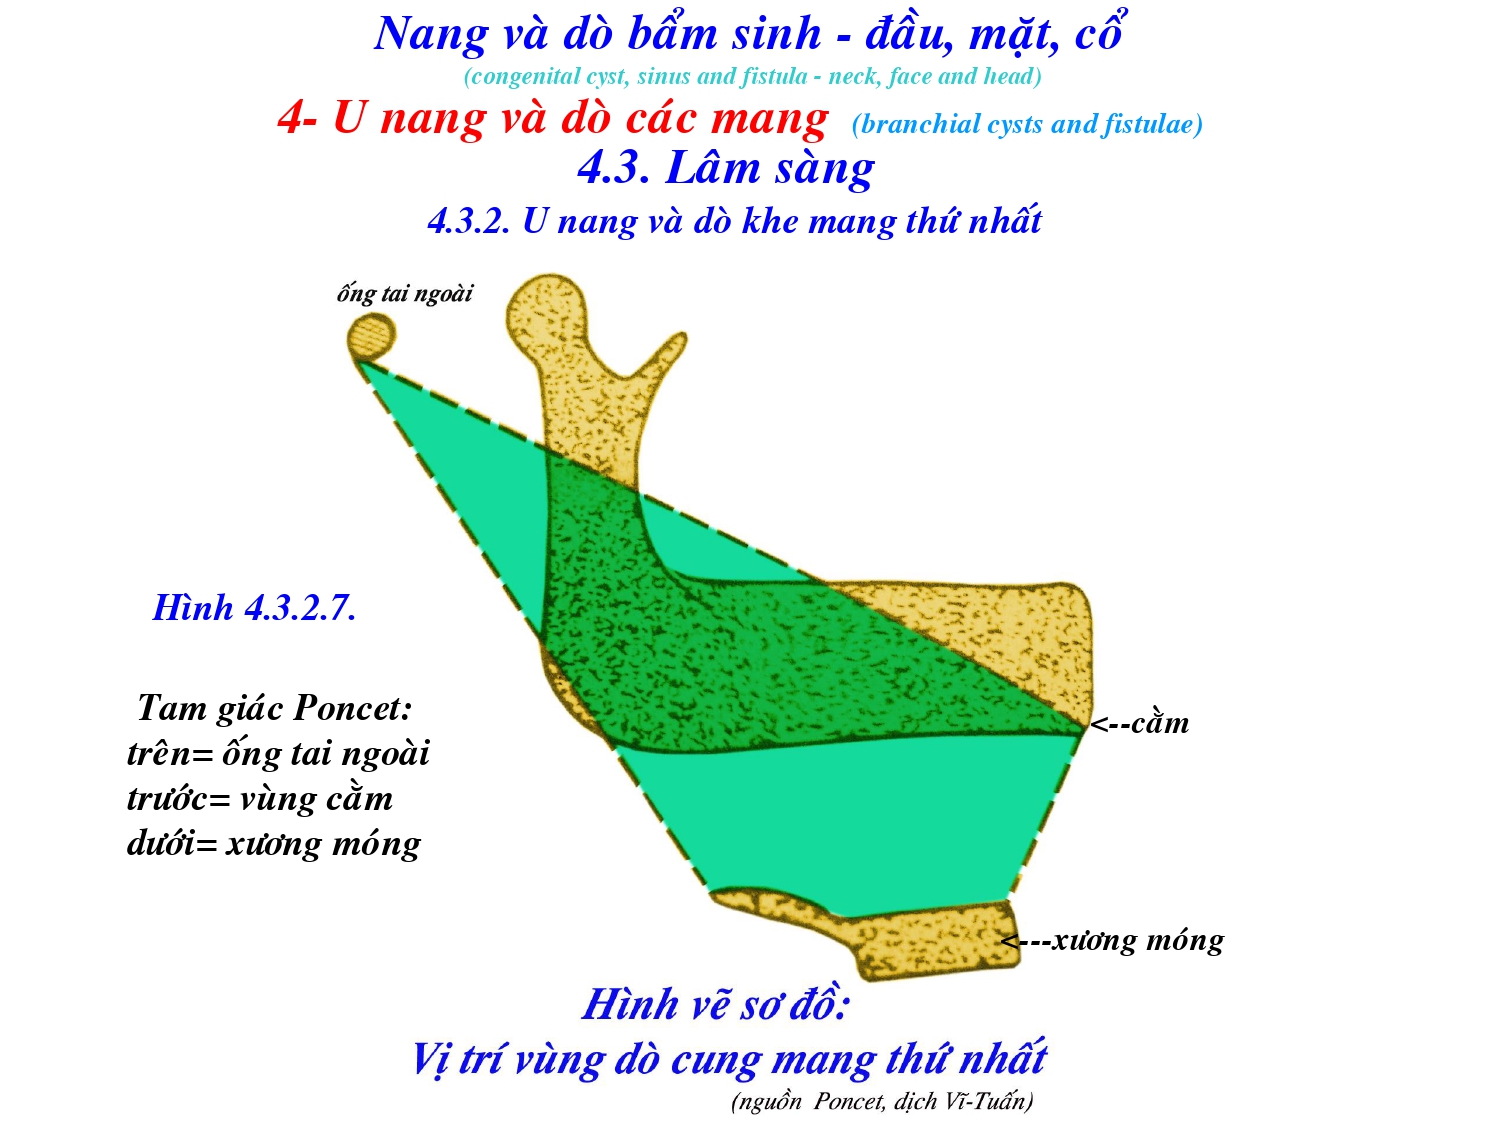 Nang và dò bẩm sinh - đầu, mặt, cổ
(congenital cyst, sinus and fistula - neck, face and head)
4- U nang và dò các mang (branchial cysts and fistulae)
4.3. Lâm sàng
4.3.2. U nang và dò khe mang thứ nhất
ống tai ngoài
Hình 4.3.2.7.
Tam giác Poncet:
trên= ống tai ngoài
trước= vùng cằm
dưới= xương móng
<--cằm
<---xương móng
Hình vẽ sơ đồ:
Vị trí vùng dò cung mang thứ nhất
(nguồn Poncet, dịch Vĩ-Tuấn)